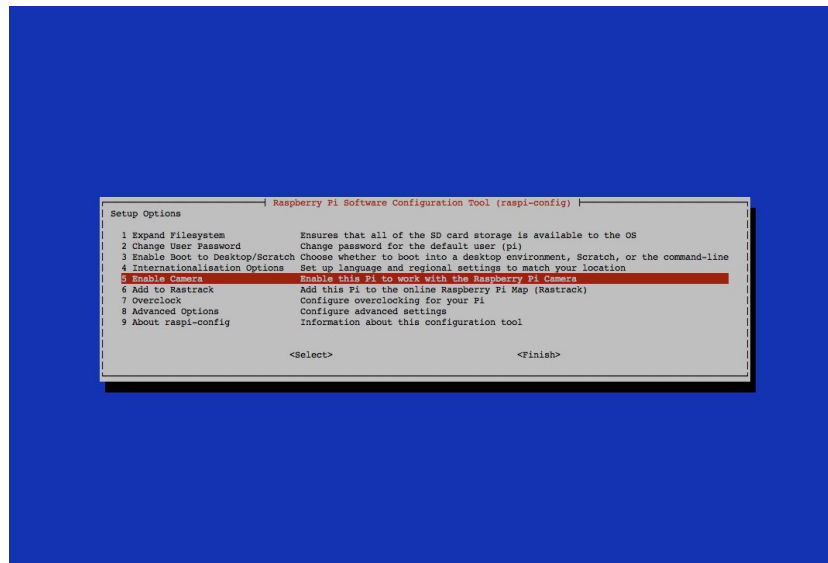 Raspberry Pi Software Configuration Tool (raspi-config)
Setup Options
1 Expand Filesystem Ensures that all of the SD card storage is available to the OS
2 Change User Password Change password for the default user (pi)
3 Enable Boot to Desktop/Scratch Choose whether to boot into a desktop environment, Scratch, or the command-line
4 Internationalisation Options Set up language and regional settings to match your location
5 Enable Camera Enable this Pi to work with the Raspberry Pi Camera
6 Add to Rastrack Add this Pi to the online Raspberry Pi Map (Rastrack)
7 Overclock Configure overclocking for your Pi
8 Advanced Options Configure advanced settings
9 About raspi-config Information about this configuration tool
<Select> <Finish>